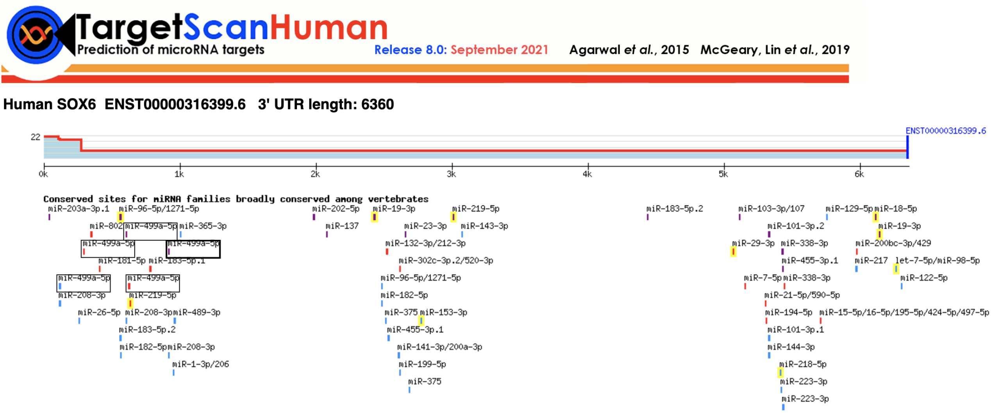 TargetScanHuman
Prediction of microRNA targets
Release 8.0: September 2021 Agarwal et al., 2015 McGeary, Lin et al., 2019
Human SOX6 ENST00000316399.6 3' UTR length: 6360
ENST00000316399.6
22
0k 1k 2k 3k 4k 5k 6k
Conserved sites for miRNA families broadly conserved among vertebrates
miR-203a-3p.1 miR-96-5p/1271-5p miR-202-5p miR-19-3p miR-219-5p miR-183-5p.2 miR-103-3p/107 miR-129-5p miR-18-5p
miR-802 miR-499a-5p miR-365-3p miR-137 miR-23-3p miR-143-3p miR-101-3p.2 miR-19-3p
miR-499a-5p miR-499a-5p miR-132-3p/212-3p miR-29-3p miR-338-3p miR-200bc-3p/429
miR-181-5p miR-183-5p.1 miR-302c-3p.2/520-3p miR-455-3p.1 miR-217 let-7-5p/miR-98-5p
miR-499a-5p miR-499a-5p miR-96-5p/1271-5p miR-7-5p miR-338-3p miR-122-5p
miR-208-3p miR-219-5p miR-182-5p miR-21-5p/590-5p
miR-26-5p miR-208-3p miR-489-3p miR-375 miR-153-3p miR-194-5p miR-15-5p/16-5p/195-5p/424-5p/497-5p
miR-183-5p.2 miR-455-3p.1 miR-101-3p.1
miR-182-5p miR-208-3p miR-141-3p/200a-3p miR-144-3p
miR-1-3p/206 miR-199-5p miR-218-5p
miR-375 miR-223-3p
miR-223-3p